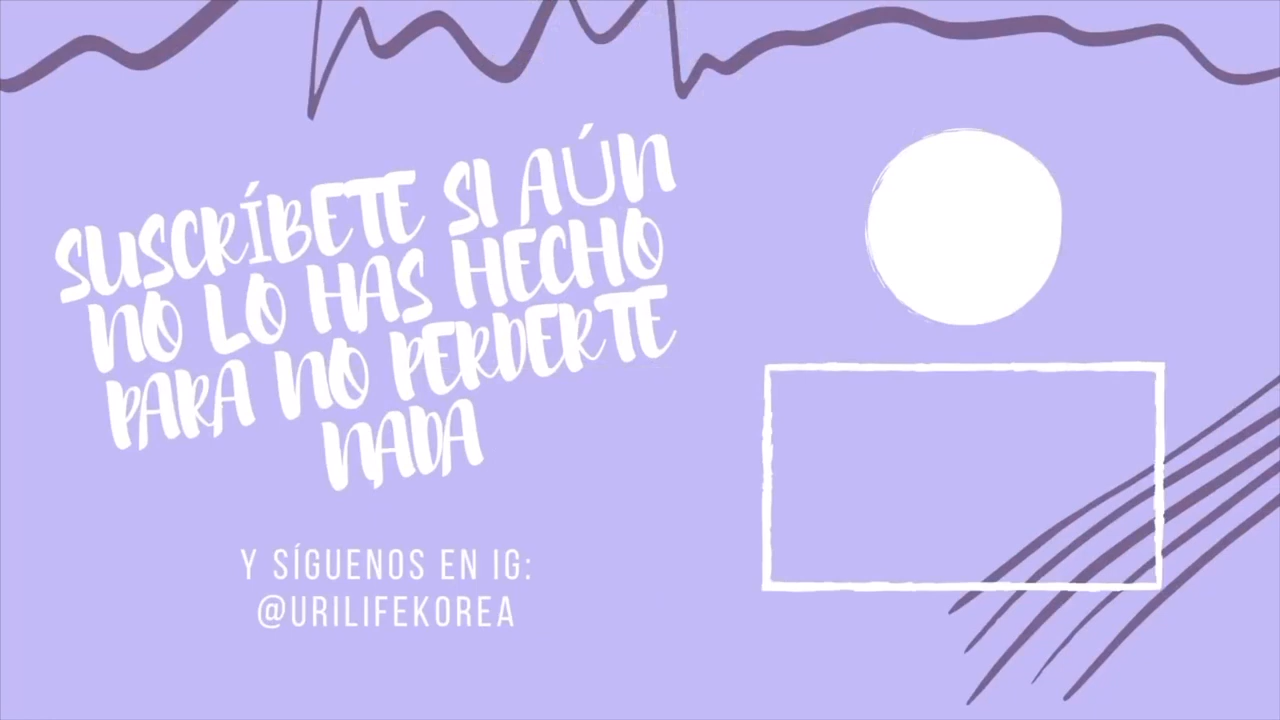 SUSCRÍBETE SI AÚN
NO LO HAS HECHO
PARA NO PERDERTE
NADA
Y SÍGUENOS EN IG:
@URILIFEKOREA